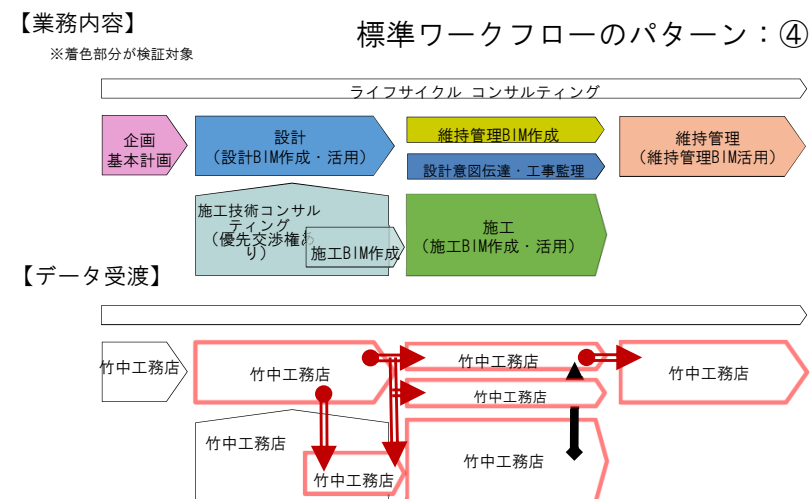 【業務内容】
標準ワークフローのパターン：④
※着色部分が検証対象
ライフサイクル コンサルティング
企画
基本計画
設計
（設計BIM作成・活用）
維持管理BIM作成
設計意図伝達・工事監理
維持管理
（維持管理BIM活用）
施工技術コンサル
ティング
（優先交渉権あ
り）
施工BIM作成
施工
（施工BIM作成・活用）
【データ受渡】
竹中工務店
竹中工務店
竹中工務店
竹中工務店
竹中工務店
竹中工務店
竹中工務店
竹中工務店